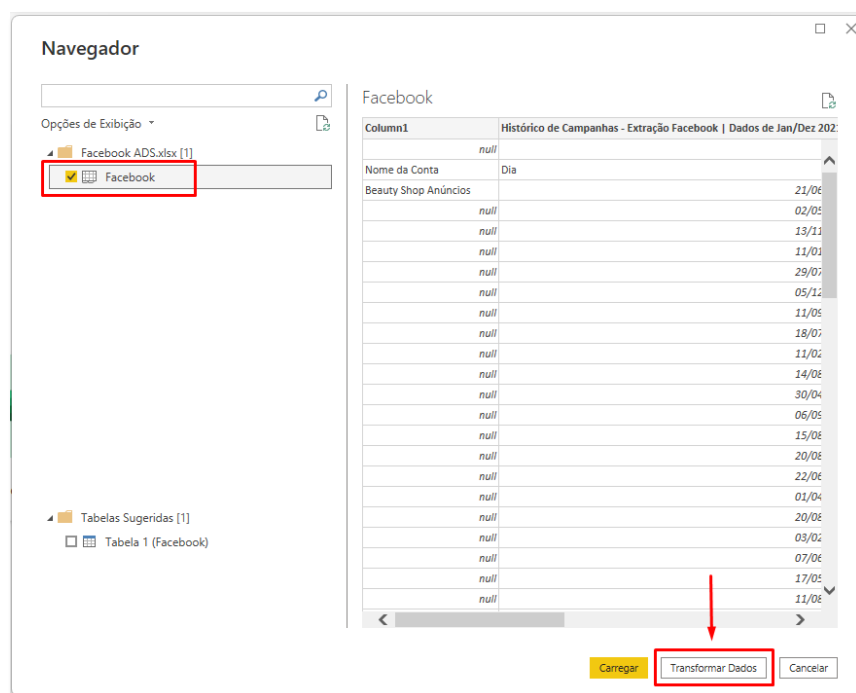 Navegador
Opções de Exibição
Facebook ADS.xlsx [1]
Facebook
Tabelas Sugeridas [1]
Tabela 1 (Facebook)
Facebook
Column1 Histórico de Campanhas - Extração Facebook | Dados de Jan/Dez 202
null
Nome da Conta Dia
Beauty Shop Anúncios 21/06
null 02/05
null 13/11
null 11/01
null 29/07
null 05/12
null 11/09
null 18/07
null 11/02
null 14/08
null 30/04
null 06/09
null 15/08
null 20/08
null 22/06
null 01/04
null 20/08
null 03/02
null 07/06
null 17/05
null 11/08
Carregar Transformar Dados Cancelar